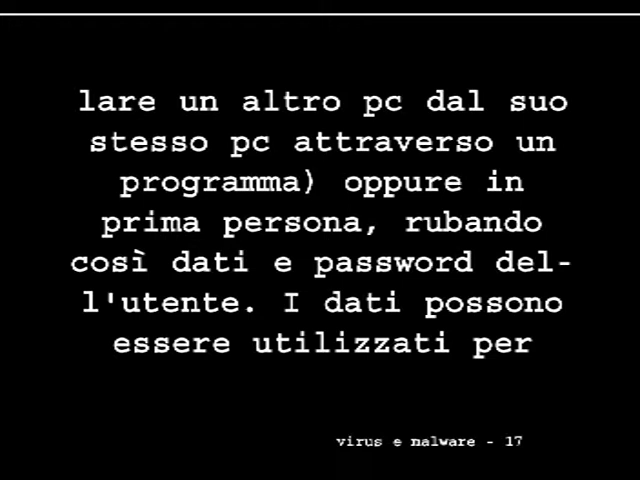 lare un altro pc dal suo
stesso pc attraverso un
programma) oppure in
prima persona, rubando
così dati e password del-
l'utente. I dati possono
essere utilizzati per
virus e malware - 17